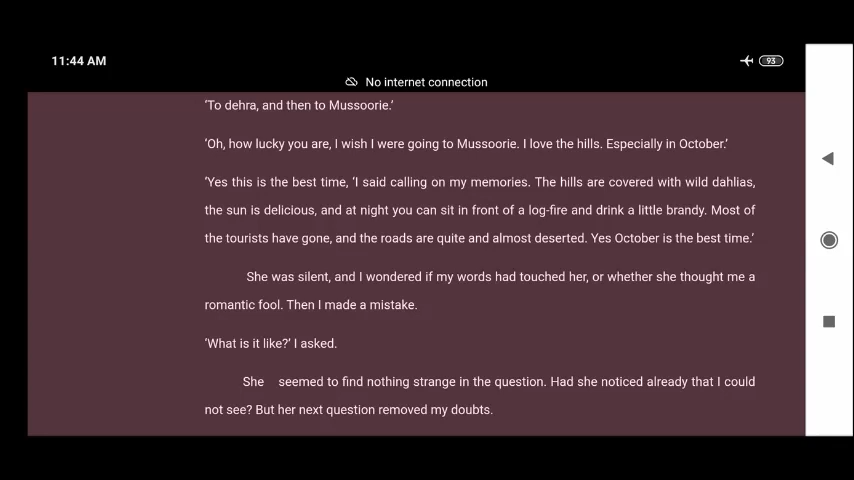 11:44 AM
93
No internet connection
‘To dehra, and then to Mussoorie.’
‘Oh, how lucky you are, I wish I were going to Mussoorie. I love the hills. Especially in October.’
‘Yes this is the best time, ‘I said calling on my memories. The hills are covered with wild dahlias,
the sun is delicious, and at night you can sit in front of a log-fire and drink a little brandy. Most of
the tourists have gone, and the roads are quite and almost deserted. Yes October is the best time.’
She was silent, and I wondered if my words had touched her, or whether she thought me a
romantic fool. Then I made a mistake.
‘What is it like?’ I asked.
She seemed to find nothing strange in the question. Had she noticed already that I could
not see? But her next question removed my doubts.